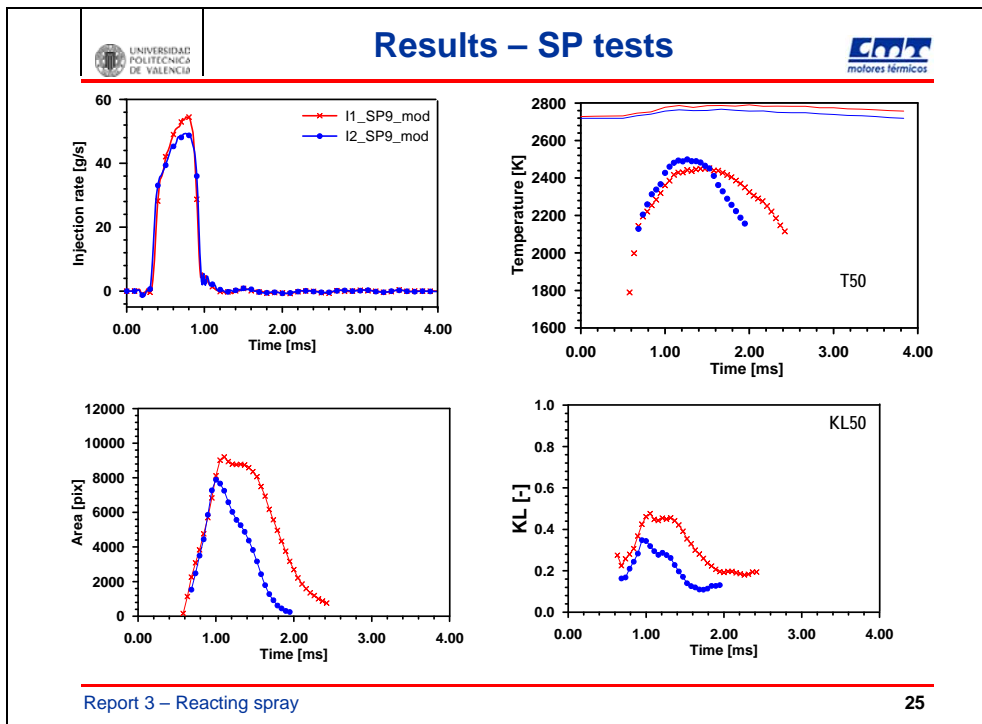 UNIVERSIDAD
POLITECNICA
DE VALENCIA
Results – SP tests
CMT
motores térmicos
60
40
20
0
Injection rate [g/s]
I1_SP9_mod
I2_SP9_mod
0.00 1.00 2.00 3.00 4.00
Time [ms]
2800
2600
2400
2200
2000
1800
1600
Temperature [K]
T50
0.00 1.00 2.00 3.00 4.00
Time [ms]
12000
10000
8000
6000
4000
2000
0
Area [pix]
0.00 1.00 2.00 3.00 4.00
Time [ms]
1.0
0.8
0.6
0.4
0.2
0.0
KL [-]
KL50
0.00 1.00 2.00 3.00 4.00
Time [ms]
Report 3 – Reacting spray
25